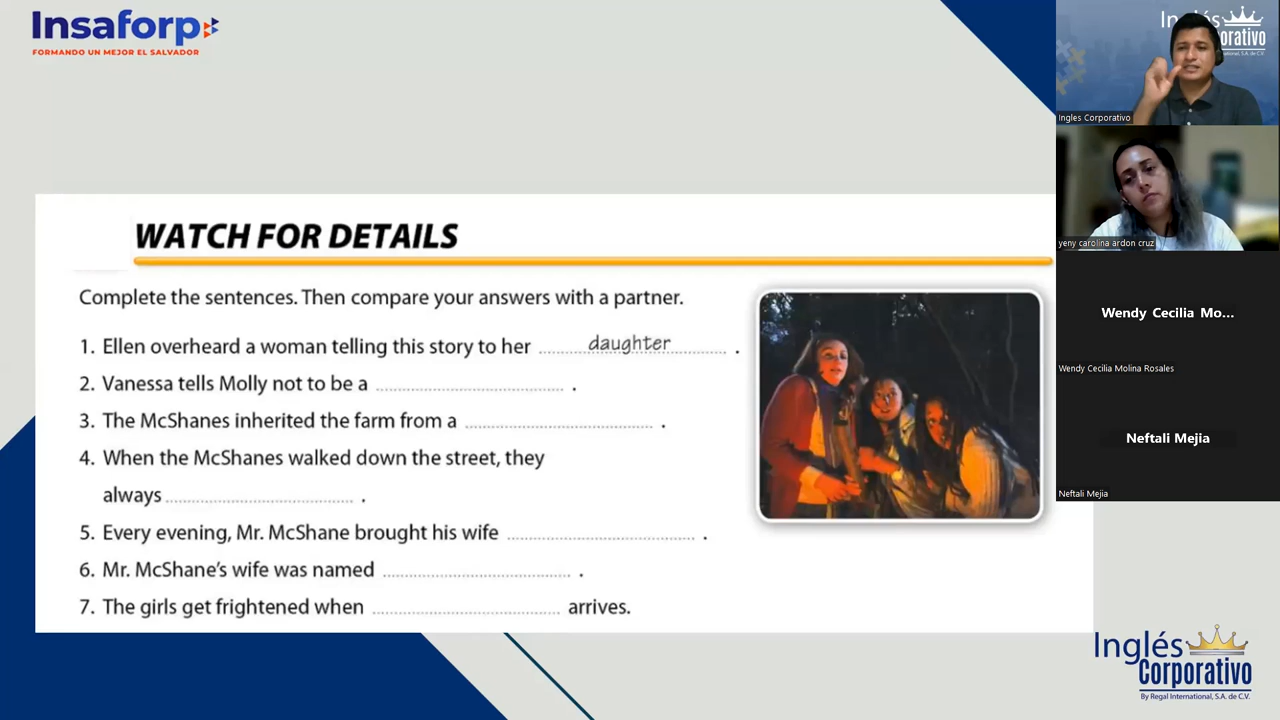 Insaforp
FORMANDO UN MEJOR EL SALVADOR
WATCH FOR DETAILS
Complete the sentences. Then compare your answers with a partner.
1. Ellen overheard a woman telling this story to her daughter.
2. Vanessa tells Molly not to be a .................... .
3. The McShanes inherited the farm from a .................... .
4. When the McShanes walked down the street, they
always .................... .
5. Every evening, Mr. McShane brought his wife .................... .
6. Mr. McShane's wife was named .................... .
7. The girls get frightened when .................... arrives.
Inglés
Corporativo
By Regal International, S.A. de C.V.
Inglés
Ingles Corporativo
yeny carolina ardon cruz
Wendy Cecilia Mo...
Wendy Cecilia Molina Rosales
Neftali Mejia
Neftali Mejia